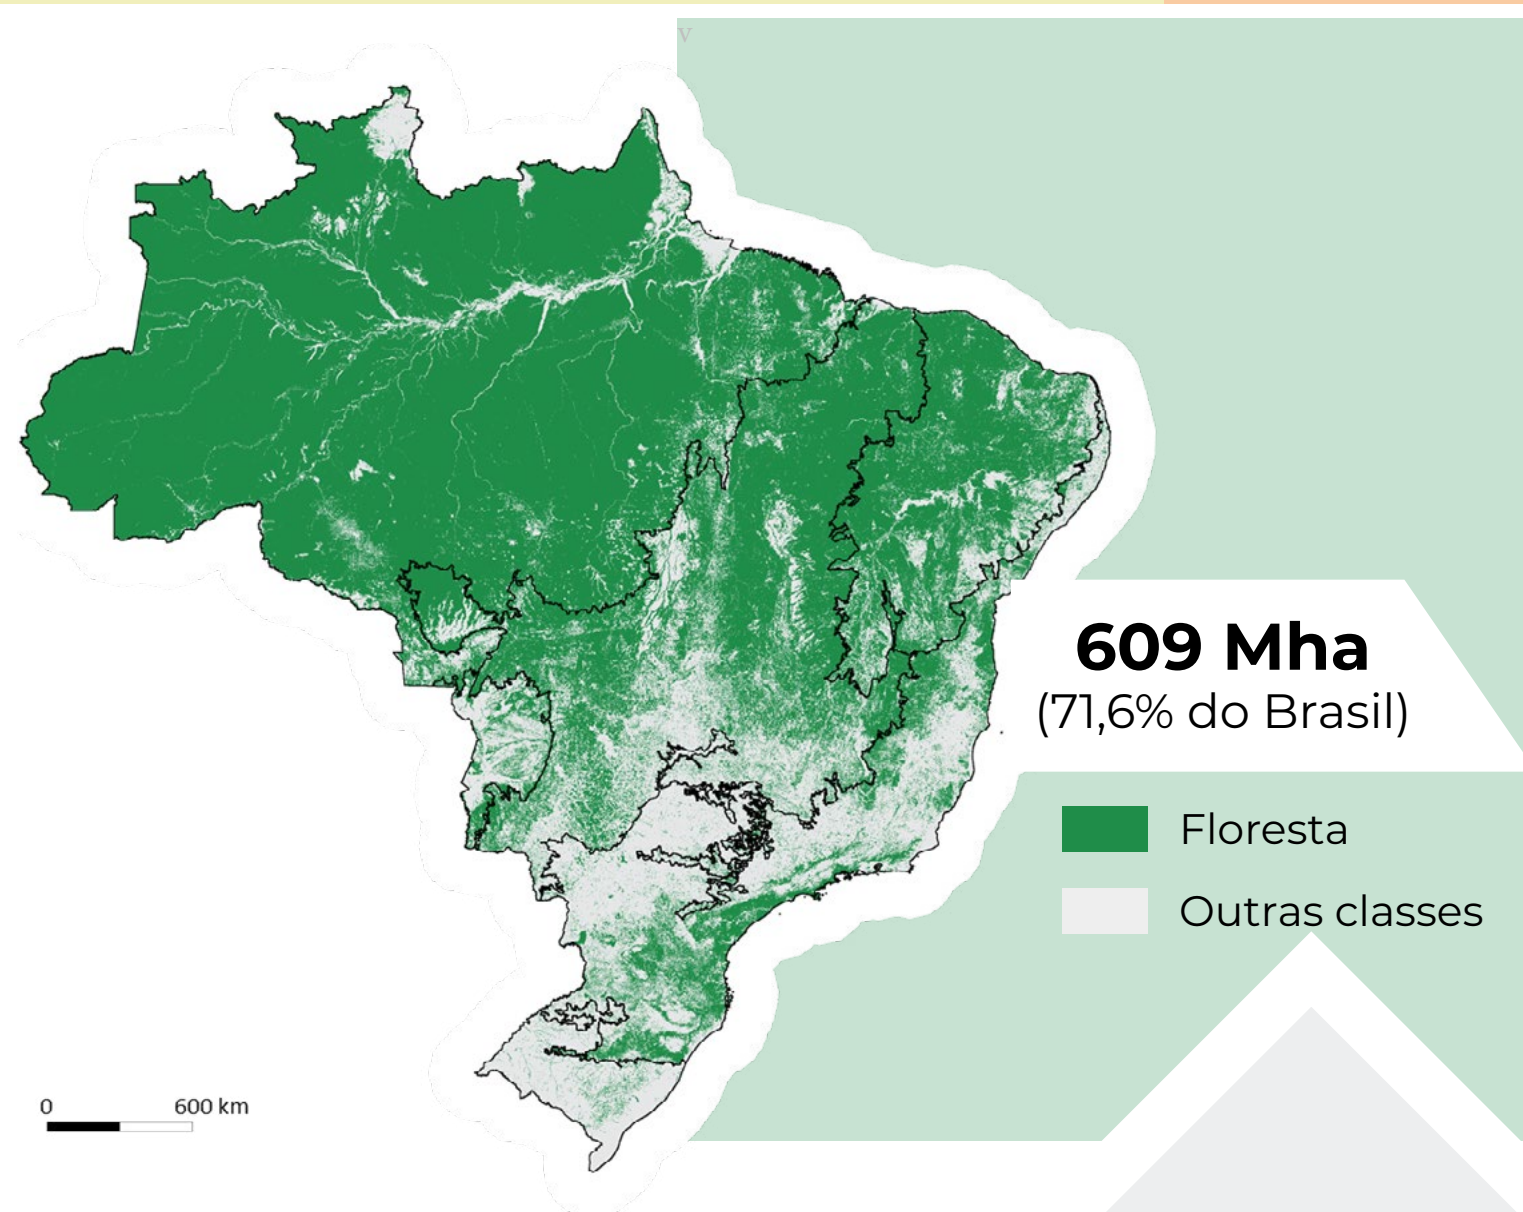 v
609 Mha
(71,6% do Brasil)
Floresta
Outras classes
0 600 km